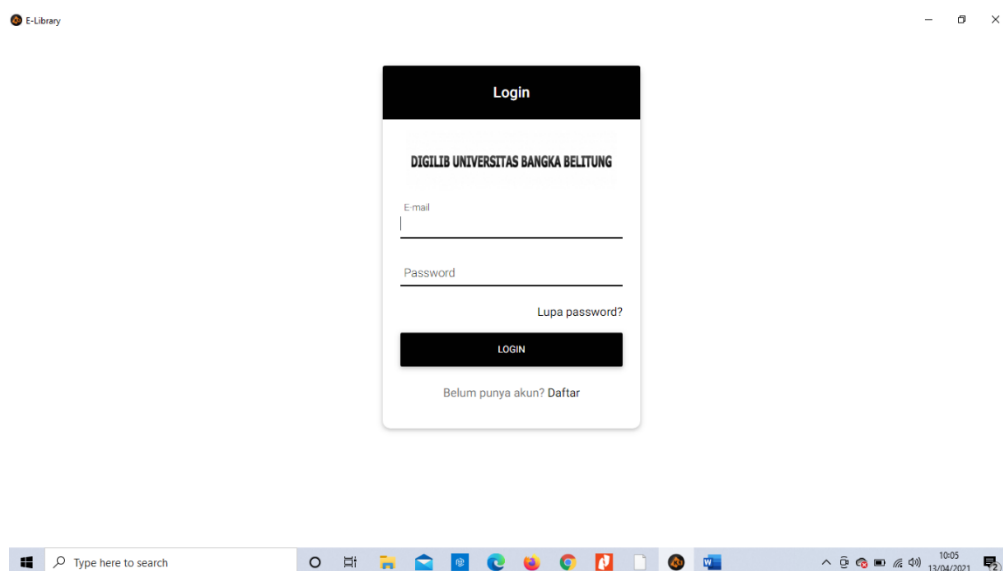 E-Library
Login
DIGILIB UNIVERSITAS BANGKA BELITUNG
E-mail
Password
Lupa password?
LOGIN
Belum punya akun? Daftar
Type here to search
10:05
13/04/2021